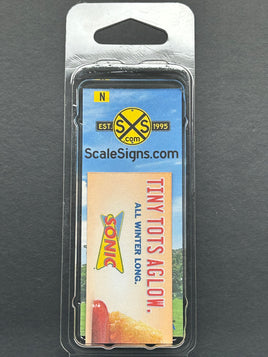 N
EST. SXS 1995
.com
ScaleSigns.com
TINY TOTS AGLOW.
ALL WINTER LONG.
SONIC